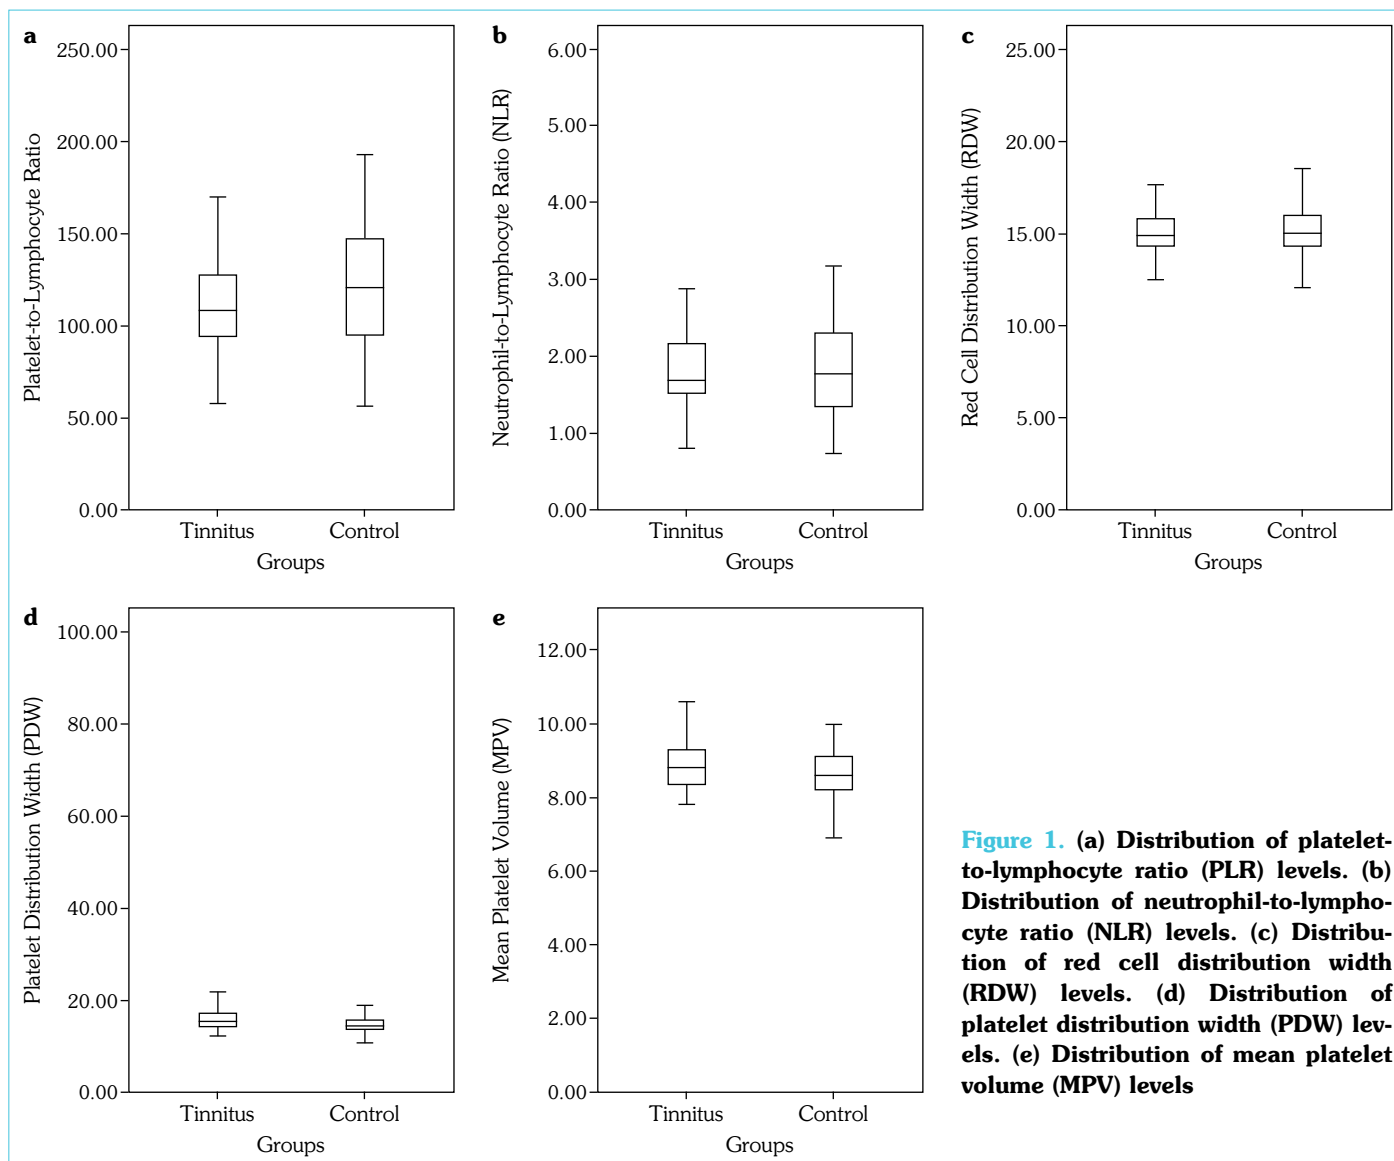 a
Platelet-to-Lymphocyte Ratio
250.00
200.00
150.00
100.00
50.00
0.00
Tinnitus
Control
Groups
b
Neutrophil-to-Lymphocyte Ratio (NLR)
6.00
5.00
4.00
3.00
2.00
1.00
0.00
Tinnitus
Control
Groups
c
Red Cell Distribution Width (RDW)
25.00
20.00
15.00
10.00
5.00
0.00
Tinnitus
Control
Groups
d
Platelet Distribution Width (PDW)
100.00
80.00
60.00
40.00
20.00
0.00
Tinnitus
Control
Groups
e
Mean Platelet Volume (MPV)
12.00
10.00
8.00
6.00
4.00
2.00
0.00
Tinnitus
Control
Groups
Figure 1. (a) Distribution of platelet-
to-lymphocyte ratio (PLR) levels. (b)
Distribution of neutrophil-to-lympho-
cyte ratio (NLR) levels. (c) Distribu-
tion of red cell distribution width
(RDW) levels. (d) Distribution of
platelet distribution width (PDW) lev-
els. (e) Distribution of mean platelet
volume (MPV) levels